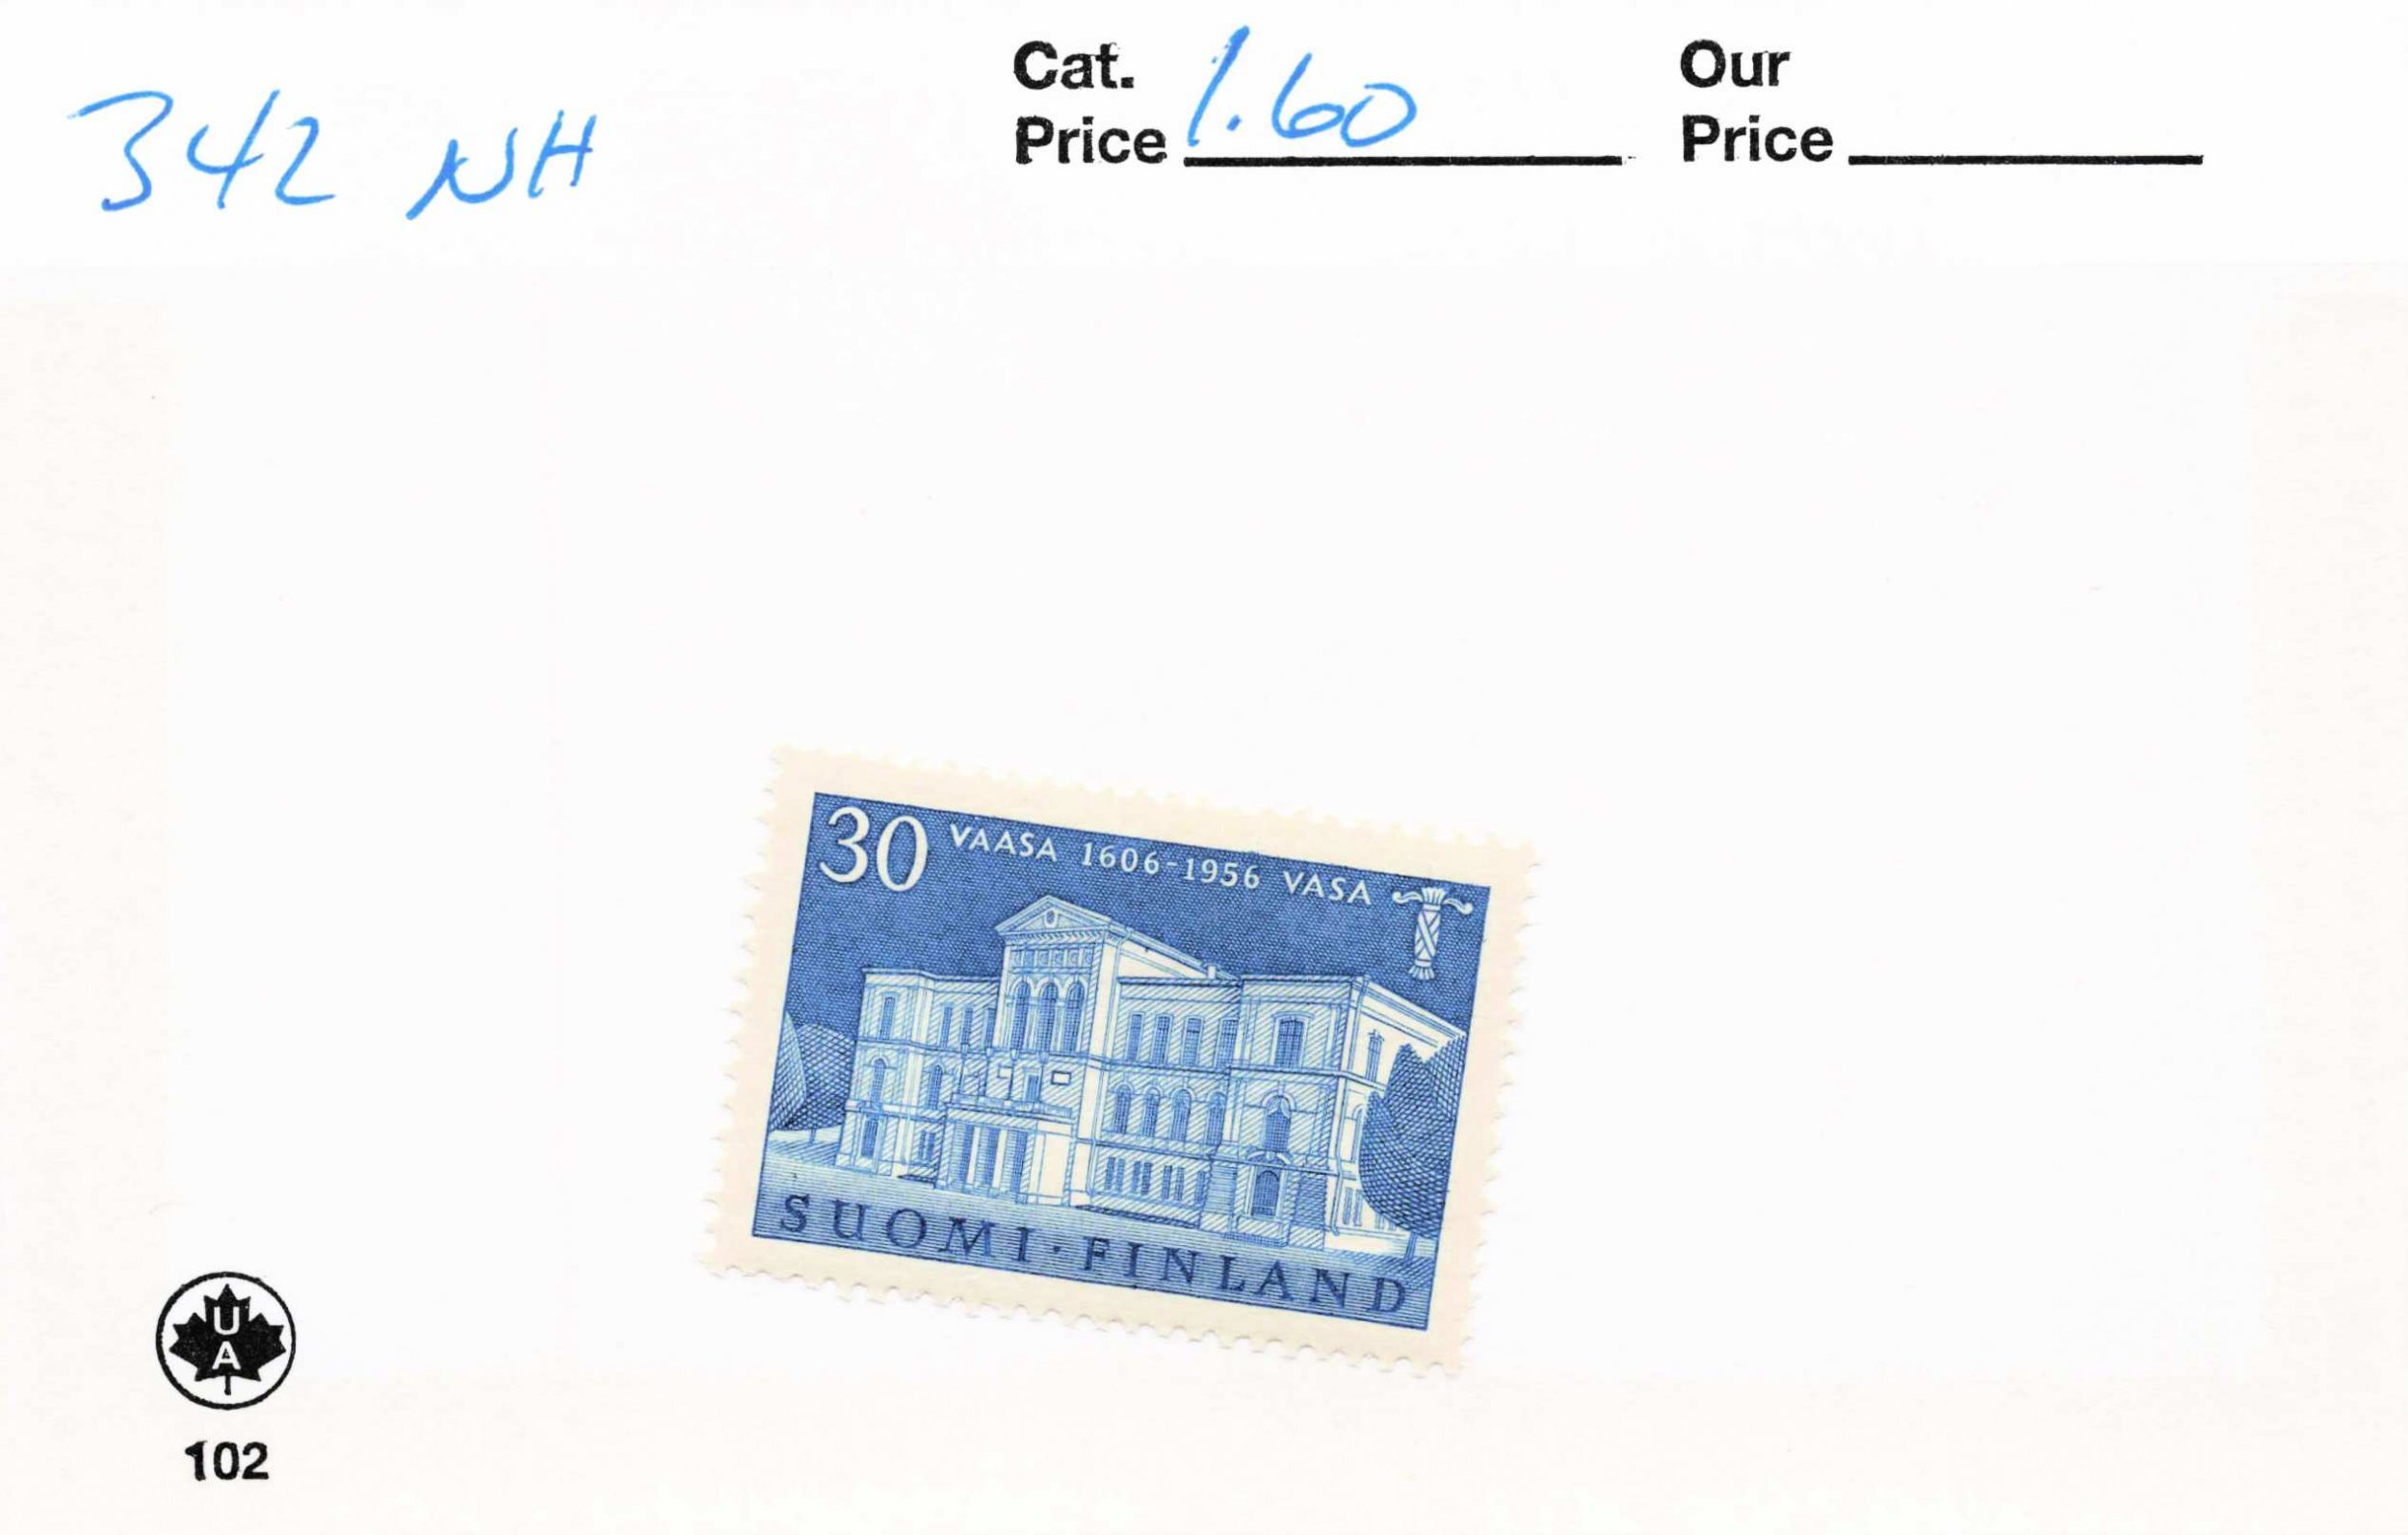 342 NH
Cat.
Price 1.60
Our
Price
30 VAASA 1606-1956 VASA
SUOMI·FINLAND
U
A
102